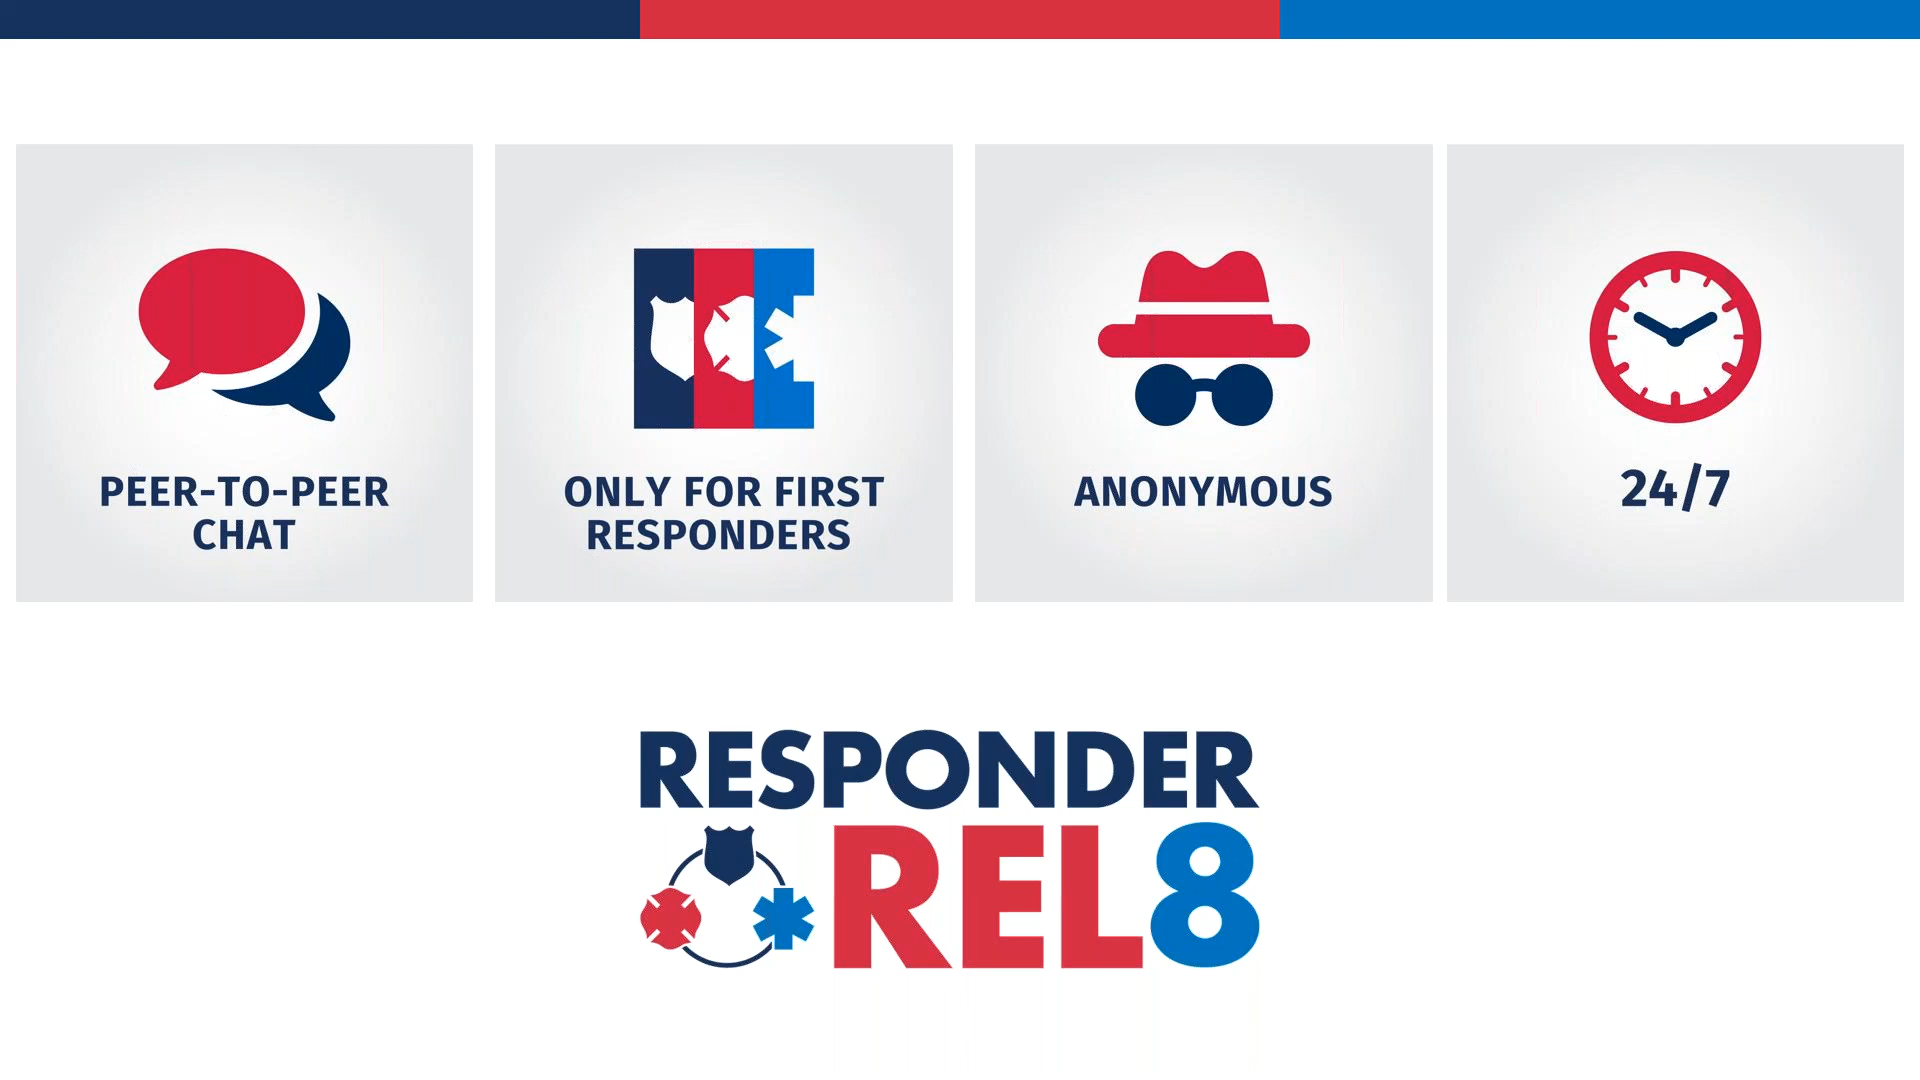 PEER-TO-PEER
CHAT
ONLY FOR FIRST
RESPONDERS
ANONYMOUS
24/7
RESPONDER
REL8